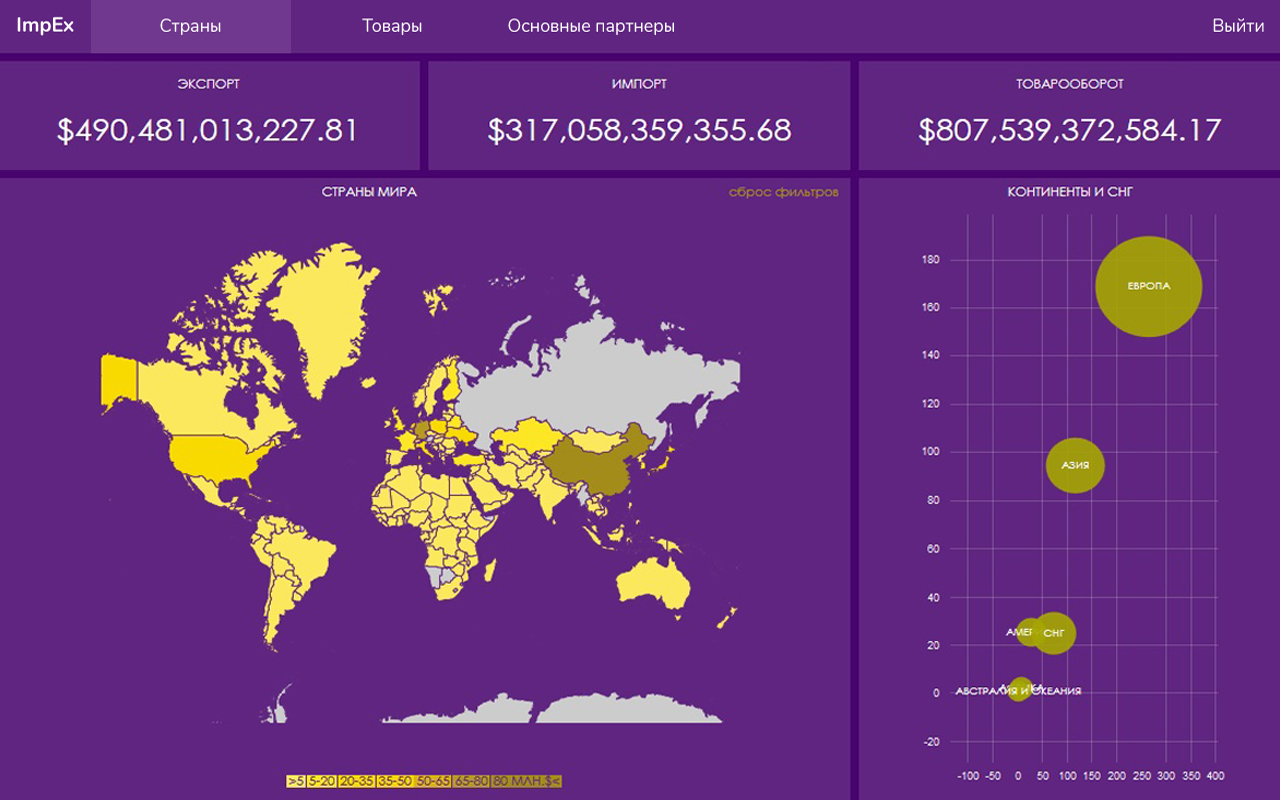 ImpEx Страны Товары Основные партнеры Выйти
ЭКСПОРТ
$490,481,013,227.81
ИМПОРТ
$317,058,359,355.68
ТОВАРООБОРОТ
$807,539,372,584.17
СТРАНЫ МИРА
сброс фильтров
>5 5-20 20-35 35-50 50-65 65-80 80 МЛН.$<
КОНТИНЕНТЫ И СНГ
180
160
140
120
100
80
60
40
20
0
-20
ЕВРОПА
АЗИЯ
СНГ
АВСТРАЛИЯ И ОКЕАНИЯ
-100 -50 0 50 100 150 200 250 300 350 400